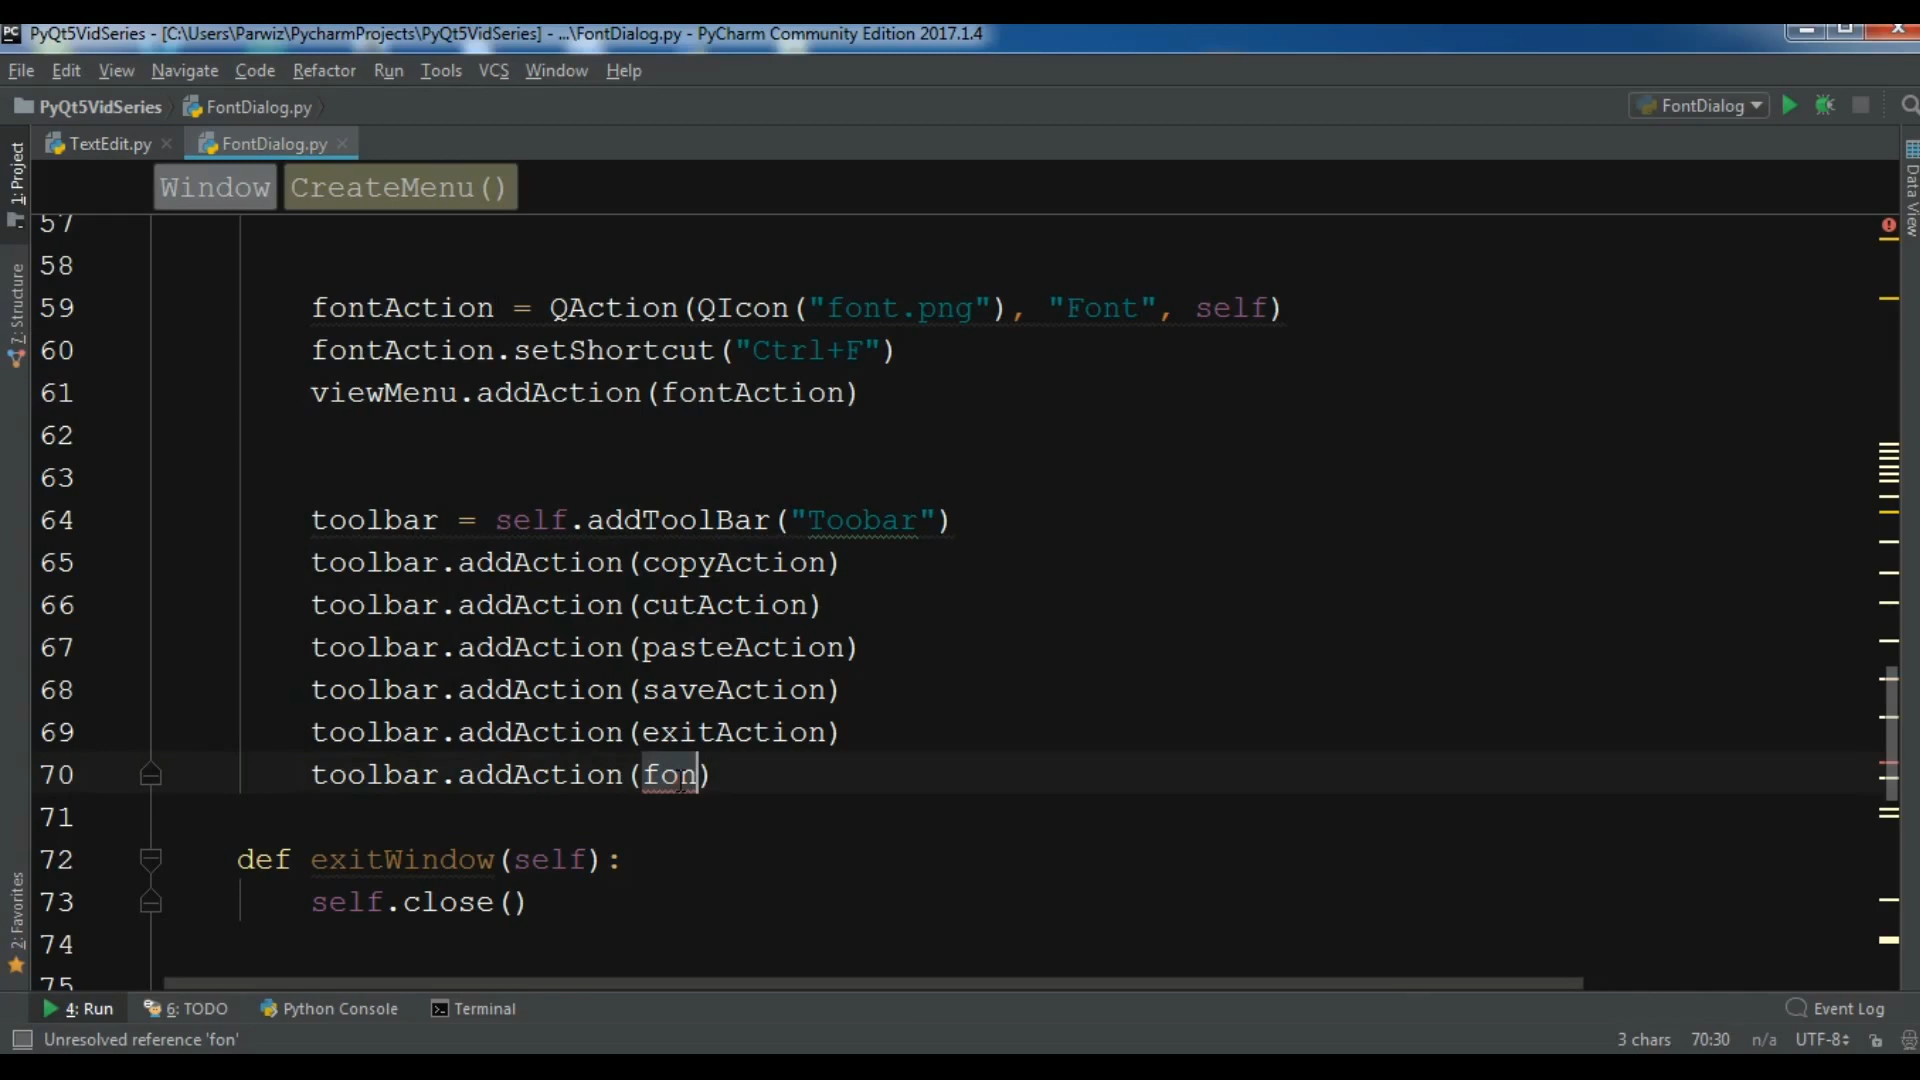 PC PyQt5VidSeries - [C:\Users\Parwiz\PycharmProjects\PyQt5VidSeries] - ...\FontDialog.py - PyCharm Community Edition 2017.1.4
File Edit View Navigate Code Refactor Run Tools VCS Window Help
PyQt5VidSeries FontDialog.py FontDialog
TextEdit.py FontDialog.py
1: Project
7: Structure
2: Favorites
Data View
Window CreateMenu()
57
58
59 fontAction = QAction(QIcon("font.png"), "Font", self)
60 fontAction.setShortcut("Ctrl+F")
61 viewMenu.addAction(fontAction)
62
63
64 toolbar = self.addToolBar("Toobar")
65 toolbar.addAction(copyAction)
66 toolbar.addAction(cutAction)
67 toolbar.addAction(pasteAction)
68 toolbar.addAction(saveAction)
69 toolbar.addAction(exitAction)
70 toolbar.addAction(fon)
71
72 def exitWindow(self):
73 self.close()
74
75
4: Run 6: TODO Python Console Terminal Event Log
Unresolved reference 'fon' 3 chars 70:30 n/a UTF-8